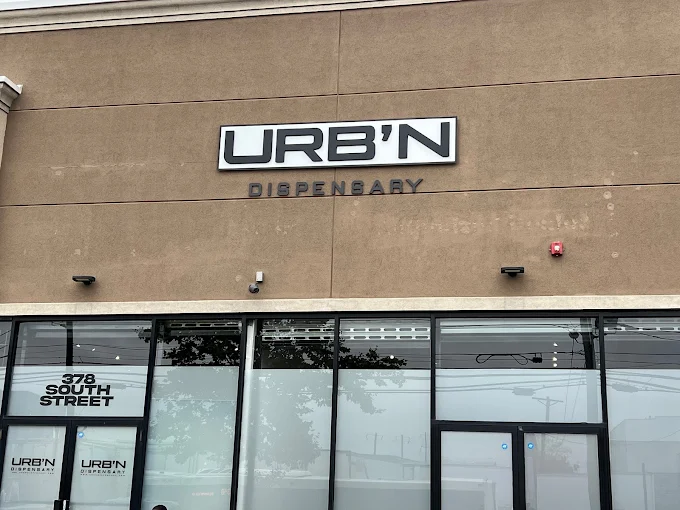 URB'N
DISPENSARY
378
SOUTH
STREET
URB'N
DISPENSARY
URB'N
DISPENSARY